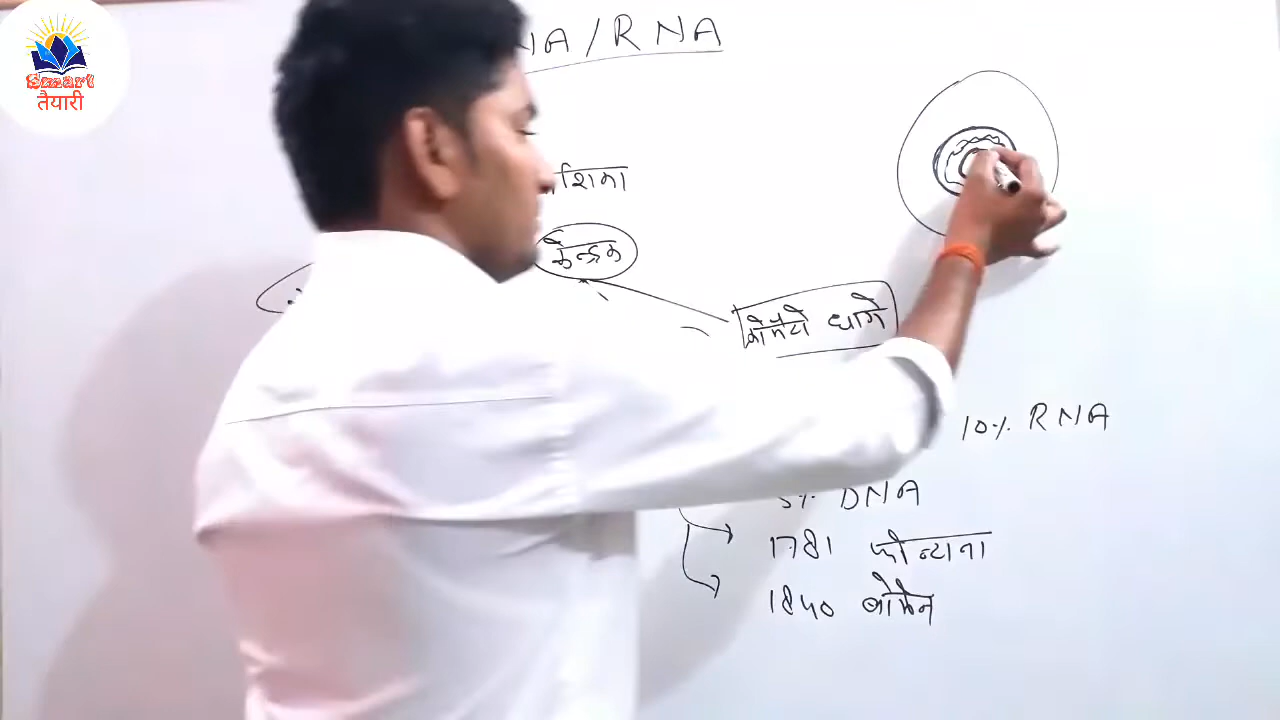 Smart
तैयारी
NA/RNA
शिका
केन्द्रक
क्रोमेटो धागे
10% RNA
5% DNA
1781 फोन्टाना
1840 बोमेन